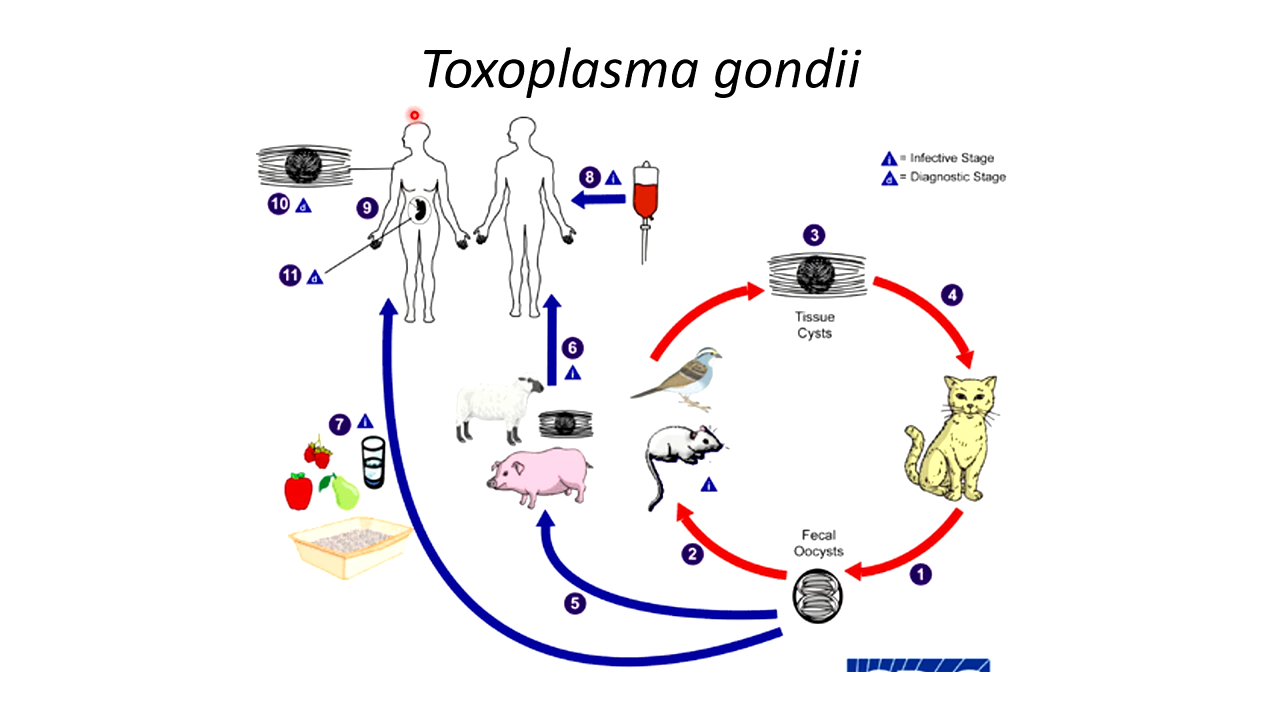 Toxoplasma gondii
i = Infective Stage
d = Diagnostic Stage
8 i
10 d
9
11 d
3
4
Tissue
Cysts
6
i
7 i
i
Fecal
Oocysts
2
1
5